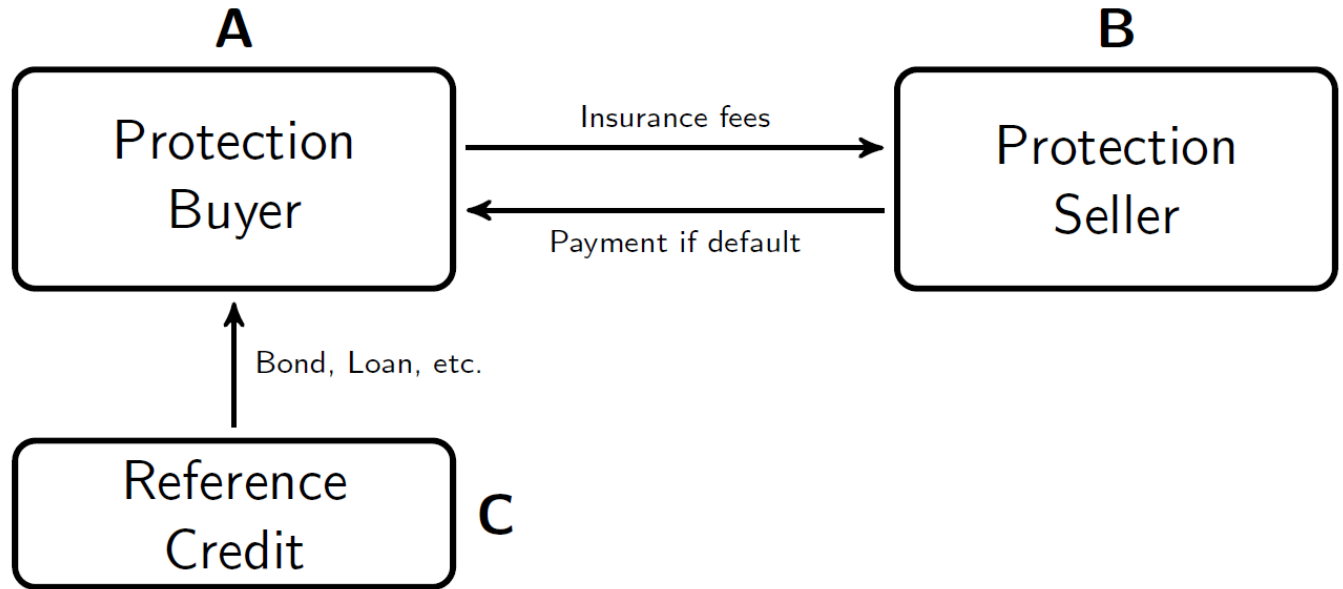 A
B
Protection
Buyer
Insurance fees
Payment if default
Protection
Seller
Bond, Loan, etc.
Reference
Credit
C